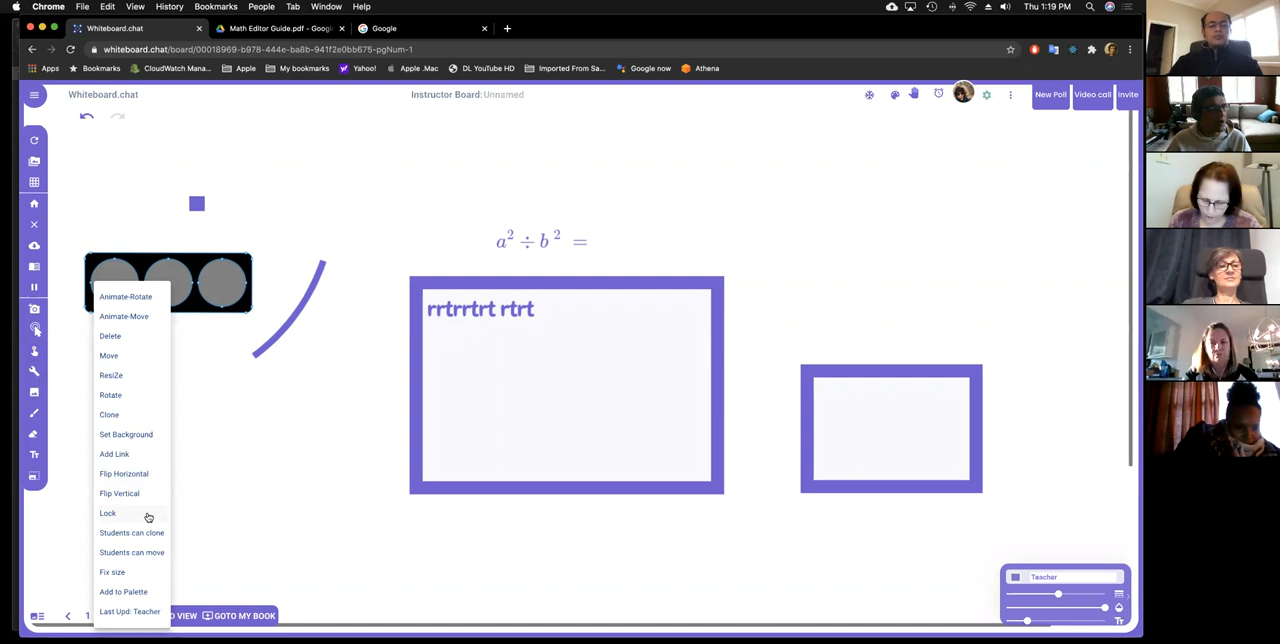 Chrome File Edit View History Bookmarks People Tab Window Help Thu 1:19 PM
Whiteboard.chat Math Editor Guide.pdf - Google Google
whiteboard.chat/board/00018969-b978-444e-ba8b-941f2e0bb675-pgNum-1
Apps Bookmarks CloudWatch Mana... Apple My bookmarks Yahoo! Apple .Mac DL YouTube HD Imported From Sa... Google now Athena
Whiteboard.chat Instructor Board: Unnamed New Poll Video call Invite
a² ÷ b² =
rrtrrtrt rtrt
Animate-Rotate
Animate-Move
Delete
Move
ResiZe
Rotate
Clone
Set Background
Add Link
Flip Horizontal
Flip Vertical
Lock
Students can clone
Students can move
Fix size
Add to Palette
Last Upd: Teacher
Teacher
1 VIEW GOTO MY BOOK
Tт